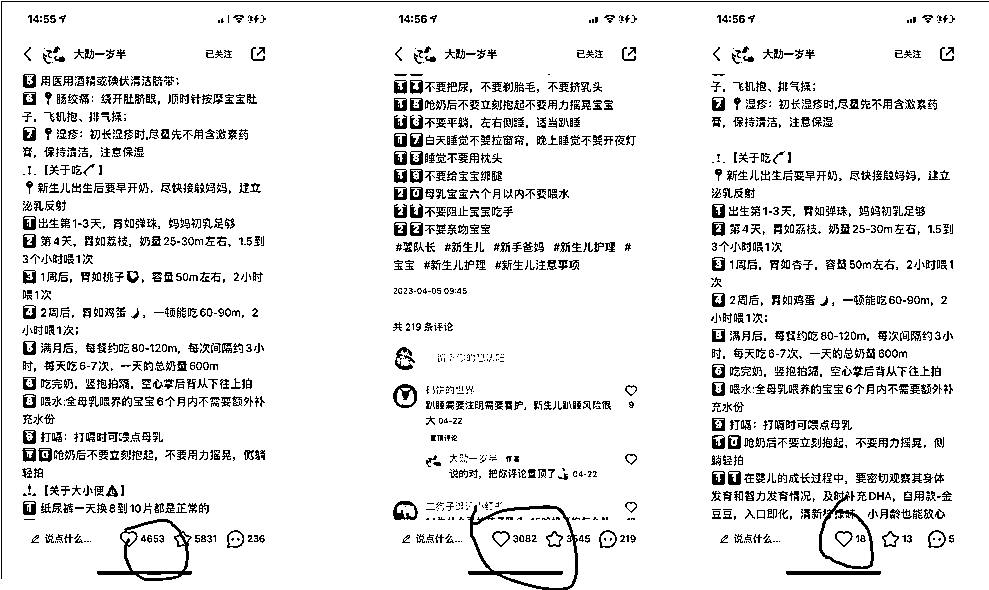 14:55
大勋一岁半
已关注
5 用医用酒精或碘伏清洁脐带；
6 肠绞痛：绕开肚脐眼，顺时针按摩宝宝肚
子，飞机抱、排气操；
7 湿疹：初长湿疹时,尽量先不用含激素药
膏，保持清洁，注意保湿
【关于吃】
新生儿出生后要早开奶，尽快接触妈妈，建立
泌乳反射
1 出生第1-3天，胃如弹珠，妈妈初乳足够
2 第4天，胃如荔枝，奶量25-30m左右，1.5到
3个小时喂1次
3 1周后，胃如桃子，容量50m左右，2小时
喂1次
4 2周后，胃如鸡蛋，一顿能吃60-90m，2
小时喂1次；
5 满月后，每餐约吃80-120m，每次间隔约3小
时，每天吃6-7次，一天的总奶量600m
6 吃完奶，竖抱拍嗝，空心掌后背从下往上拍
8 喂水:全母乳喂养的宝宝6个月内不需要额外补
充水份
9 打嗝：打嗝时可喂点母乳
10 呛奶后不要立刻抱起，不要用力摇晃，侧躺
轻拍
【关于大小便】
1 纸尿裤一天换8到10片都是正常的
说点什么... 4653 5831 236
14:56
大勋一岁半
已关注
14 不要把尿，不要剃胎毛，不要挤乳头
15 呛奶后不要立刻抱起不要用力摇晃宝宝
16 不要平躺，左右侧睡，适当趴睡
17 白天睡觉不要拉窗帘，晚上睡觉不要开夜灯
18 睡觉不要用枕头
19 不要给宝宝绑腿
20 母乳宝宝六个月以内不要喂水
21 不要阻止宝宝吃手
22 不要亲吻宝宝
#薯队长 #新生儿 #新手爸妈 #新生儿护理 #
宝宝 #新生儿护理 #新生儿注意事项
2023-04-05 09:45
共 219 条评论
的世界
趴睡需要注明需要看护，新生儿趴睡风险很
大 04-22
9
置顶评论
大勋一岁半 作者
说的对，把你评论置顶了 04-22
说点什么... 3082 3545 219
14:56
大勋一岁半
已关注
子，飞机抱、排气操；
7 湿疹：初长湿疹时,尽量先不用含激素药
膏，保持清洁，注意保湿
【关于吃】
新生儿出生后要早开奶，尽快接触妈妈，建立
泌乳反射
1 出生第1-3天，胃如弹珠，妈妈初乳足够
2 第4天，胃如荔枝，奶量25-30m左右，1.5到
3个小时喂1次
3 1周后，胃如杏子，容量50m左右，2小时喂1
次
4 2周后，胃如鸡蛋，一顿能吃60-90m，2
小时喂1次；
5 满月后，每餐约吃80-120m，每次间隔约3小
时，每天吃6-7次、一天的总奶量600m
6 吃完奶，竖抱拍嗝，空心掌后背从下往上拍
8 喂水:全母乳喂养的宝宝6个月内不需要额外补
充水份
9 打嗝：打嗝时可喂点母乳
10 呛奶后不要立刻抱起、不要用力摇晃，侧
躺轻拍
11 在婴儿的成长过程中，要密切观察其身体
发育和智力发育情况，及时补充DHA，自用款-金
豆豆，入口即化，清新 味，小月龄也能放心
说点什么... 18 13 5